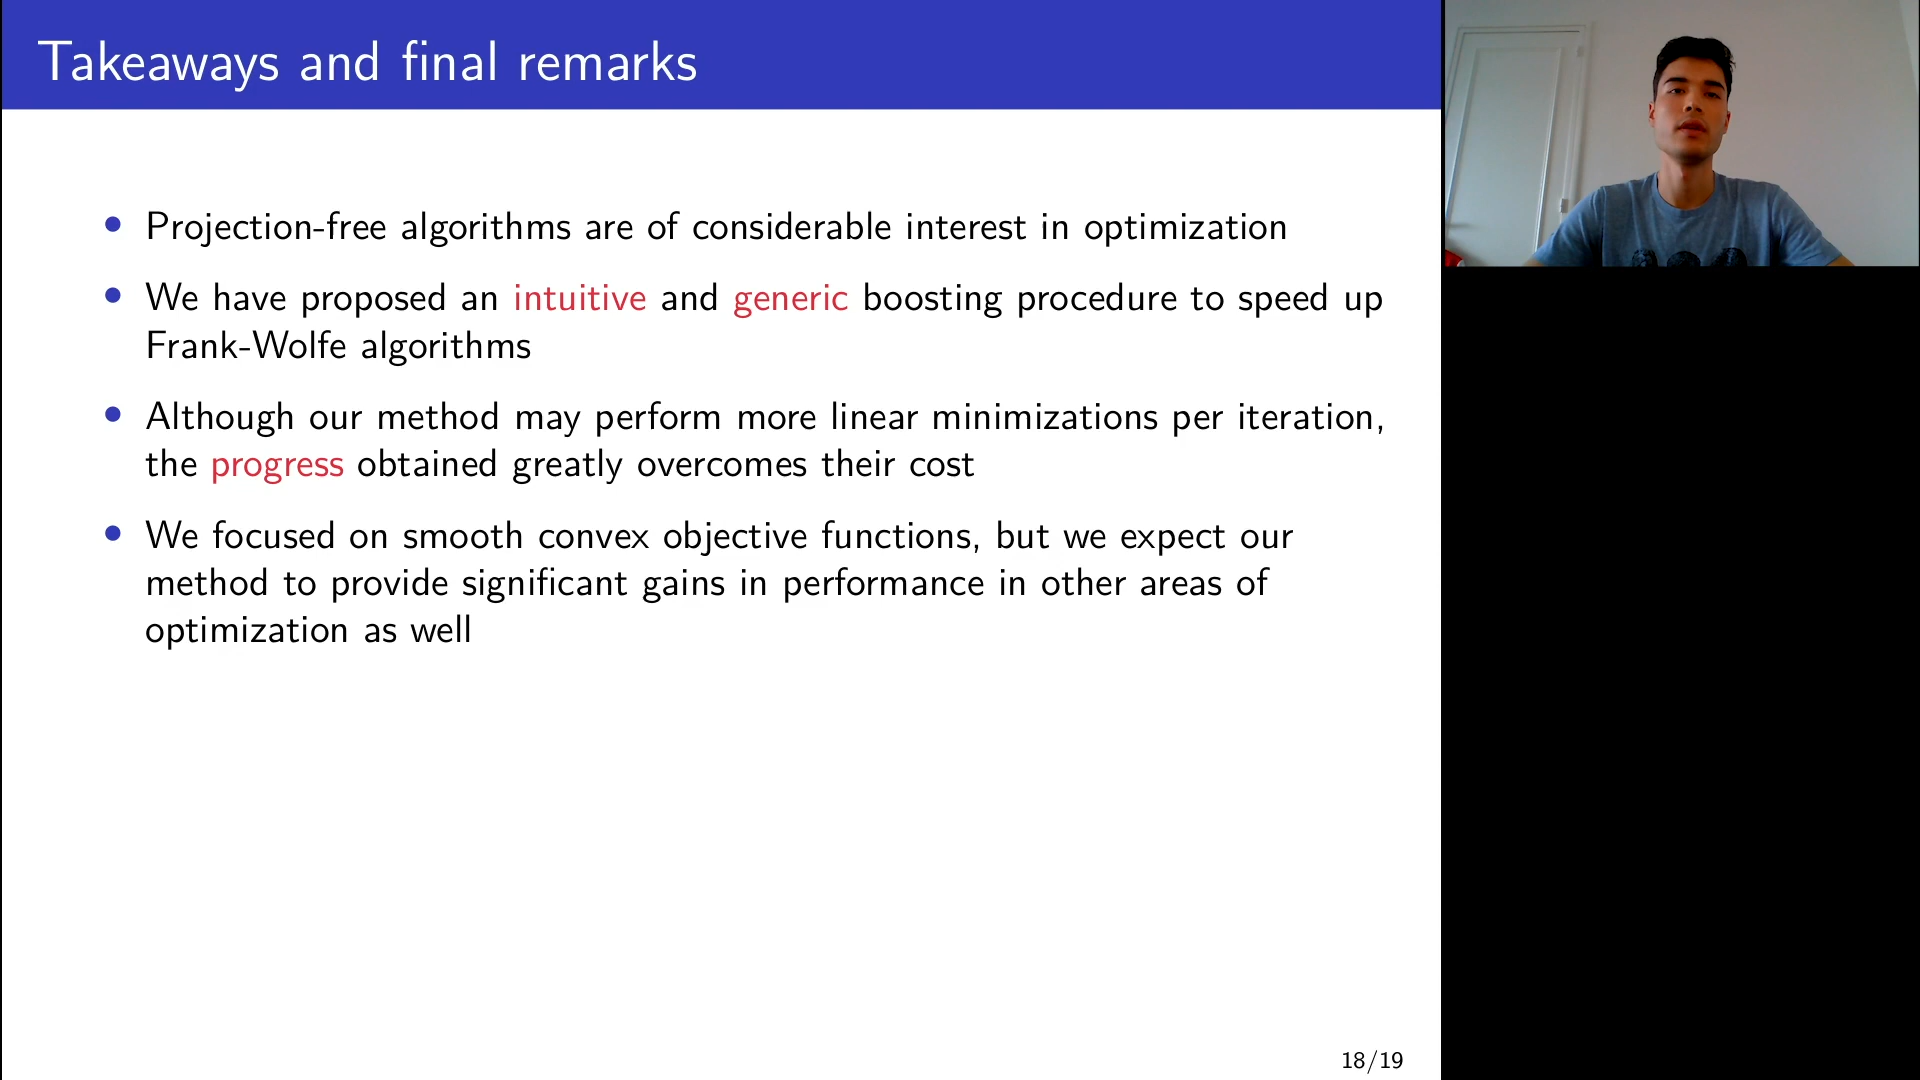 Takeaways and final remarks
• Projection-free algorithms are of considerable interest in optimization
• We have proposed an intuitive and generic boosting procedure to speed up
Frank-Wolfe algorithms
• Although our method may perform more linear minimizations per iteration,
the progress obtained greatly overcomes their cost
• We focused on smooth convex objective functions, but we expect our
method to provide significant gains in performance in other areas of
optimization as well
18/19